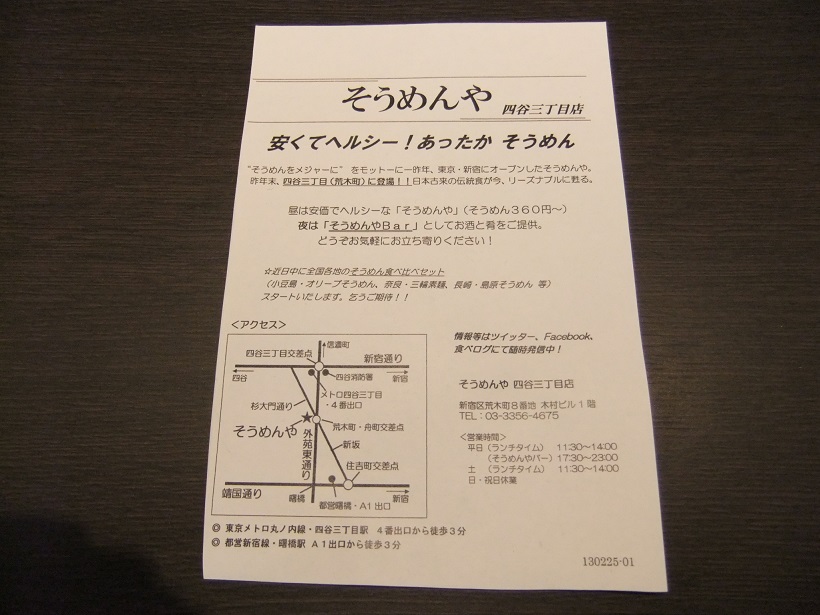 そうめんや 四谷三丁目店
安くてヘルシー！あったか そうめん
"そうめんをメジャーに" をモットーに一昨年、東京・新宿にオープンしたそうめんや。
昨年末、四谷三丁目（荒木町）に登場！！日本古来の伝統食が今、リーズナブルに甦る。
昼は安価でヘルシーな「そうめんや」（そうめん３６０円～）
夜は「そうめんやＢａｒ」としてお酒と肴をご提供。
どうぞお気軽にお立ち寄りください！
☆近日中に全国各地のそうめん食べ比べセット
（小豆島・オリーブそうめん、奈良・三輪素麺、長崎・島原そうめん 等）
スタートいたします。乞うご期待！！
＜アクセス＞
信濃町
四谷三丁目交差点
新宿通り
四谷
四谷消防署
新宿
メトロ四谷三丁目
・４番出口
杉大門通り
★
そうめんや
荒木町・舟町交差点
外苑東通り
新坂
住吉町交差点
靖国通り
曙橋
都営曙橋・Ａ１出口
新宿
◎ 東京メトロ丸ノ内線・四谷三丁目駅 ４番出口から徒歩３分
◎ 都営新宿線・曙橋駅 Ａ１出口から徒歩３分
情報等はツイッター、Facebook、
食べログにて随時発信中！
そうめんや 四谷三丁目店
新宿区荒木町８番地 木村ビル１階
TEL：03-3356-4675
＜営業時間＞
平日（ランチタイム） 11:30～14:00
（そうめんやバー）17:30～23:00
土 （ランチタイム） 11:30～14:00
日・祝日休業
130225-01